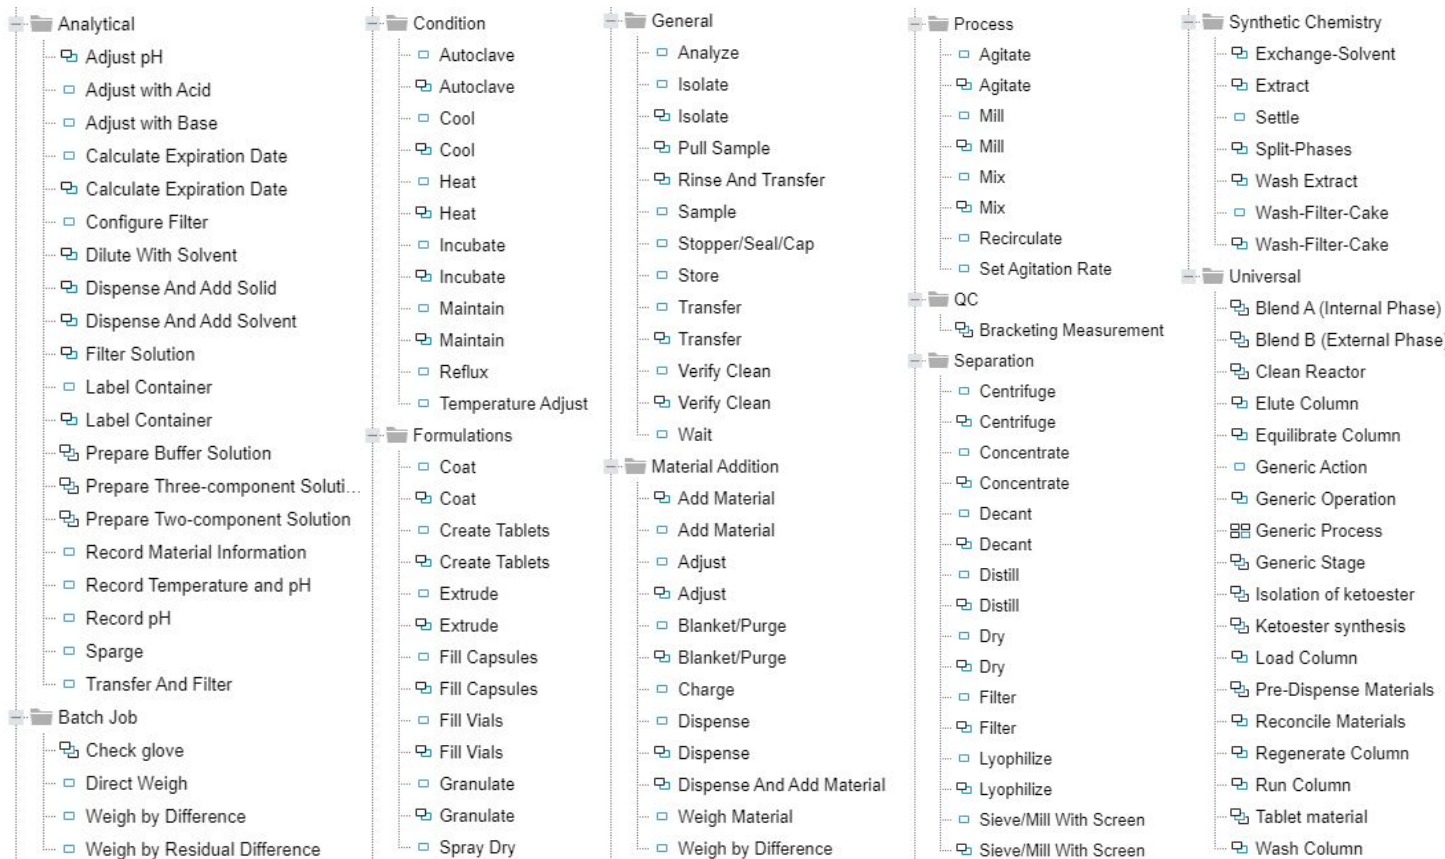 Analytical
Adjust pH
Adjust with Acid
Adjust with Base
Calculate Expiration Date
Calculate Expiration Date
Configure Filter
Dilute With Solvent
Dispense And Add Solid
Dispense And Add Solvent
Filter Solution
Label Container
Label Container
Prepare Buffer Solution
Prepare Three-component Soluti...
Prepare Two-component Solution
Record Material Information
Record Temperature and pH
Record pH
Sparge
Transfer And Filter
Batch Job
Check glove
Direct Weigh
Weigh by Difference
Weigh by Residual Difference
Condition
Autoclave
Autoclave
Cool
Cool
Heat
Heat
Incubate
Incubate
Maintain
Maintain
Reflux
Temperature Adjust
Formulations
Coat
Coat
Create Tablets
Create Tablets
Extrude
Extrude
Fill Capsules
Fill Capsules
Fill Vials
Fill Vials
Granulate
Granulate
Spray Dry
General
Analyze
Isolate
Isolate
Pull Sample
Rinse And Transfer
Sample
Stopper/Seal/Cap
Store
Transfer
Transfer
Verify Clean
Verify Clean
Wait
Material Addition
Add Material
Add Material
Adjust
Adjust
Blanket/Purge
Blanket/Purge
Charge
Dispense
Dispense
Dispense And Add Material
Weigh Material
Weigh by Difference
Process
Agitate
Agitate
Mill
Mill
Mix
Mix
Recirculate
Set Agitation Rate
QC
Bracketing Measurement
Separation
Centrifuge
Centrifuge
Concentrate
Concentrate
Decant
Decant
Distill
Distill
Dry
Dry
Filter
Filter
Lyophilize
Lyophilize
Sieve/Mill With Screen
Sieve/Mill With Screen
Synthetic Chemistry
Exchange-Solvent
Extract
Settle
Split-Phases
Wash Extract
Wash-Filter-Cake
Wash-Filter-Cake
Universal
Blend A (Internal Phase)
Blend B (External Phase)
Clean Reactor
Elute Column
Equilibrate Column
Generic Action
Generic Operation
Generic Process
Generic Stage
Isolation of ketoester
Ketoester synthesis
Load Column
Pre-Dispense Materials
Reconcile Materials
Regenerate Column
Run Column
Tablet material
Wash Column